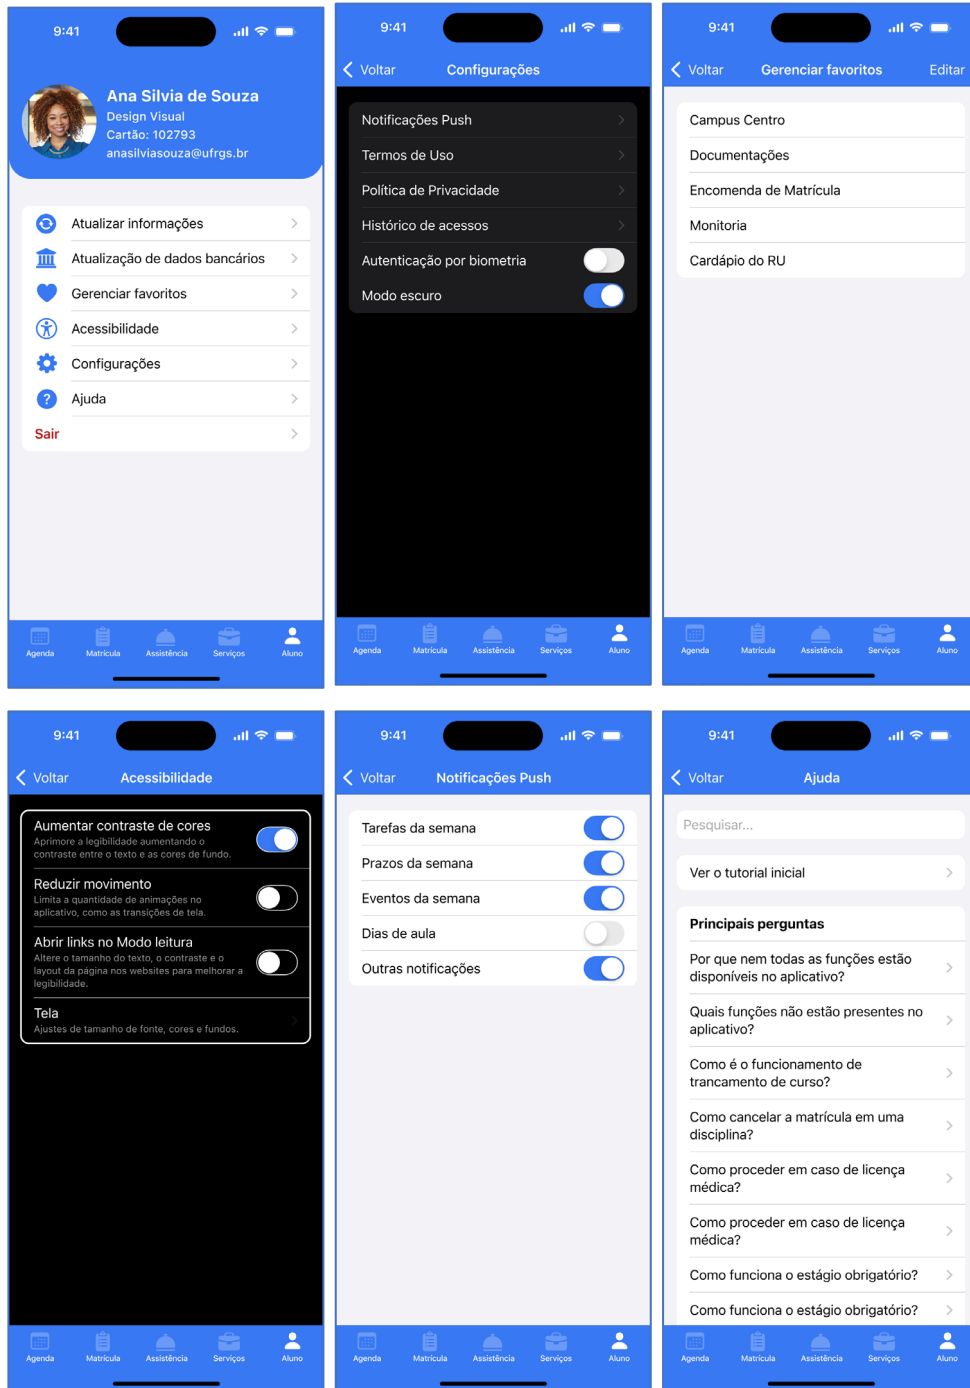 9:41
Ana Silvia de Souza
Design Visual
Cartão: 102793
anasilviasouza@ufrgs.br
Atualizar informações
Atualização de dados bancários
Gerenciar favoritos
Acessibilidade
Configurações
Ajuda
Sair
Agenda
Matrícula
Assistência
Serviços
Aluno
9:41
Voltar
Configurações
Notificações Push
Termos de Uso
Política de Privacidade
Histórico de acessos
Autenticação por biometria
Modo escuro
Agenda
Matrícula
Assistência
Serviços
Aluno
9:41
Voltar
Gerenciar favoritos
Editar
Campus Centro
Documentações
Encomenda de Matrícula
Monitoria
Cardápio do RU
Agenda
Matrícula
Assistência
Serviços
Aluno
9:41
Voltar
Acessibilidade
Aumentar contraste de cores
Aprimore a legibilidade aumentando o
contraste entre o texto e as cores de fundo.
Reduzir movimento
Limita a quantidade de animações no
aplicativo, como as transições de tela.
Abrir links no Modo leitura
Altere o tamanho do texto, o contraste e o
layout da página nos websites para melhorar a
legibilidade.
Tela
Ajustes de tamanho de fonte, cores e fundos.
Agenda
Matrícula
Assistência
Serviços
Aluno
9:41
Voltar
Notificações Push
Tarefas da semana
Prazos da semana
Eventos da semana
Dias de aula
Outras notificações
Agenda
Matrícula
Assistência
Serviços
Aluno
9:41
Voltar
Ajuda
Pesquisar...
Ver o tutorial inicial
Principais perguntas
Por que nem todas as funções estão
disponíveis no aplicativo?
Quais funções não estão presentes no
aplicativo?
Como é o funcionamento de
trancamento de curso?
Como cancelar a matrícula em uma
disciplina?
Como proceder em caso de licença
médica?
Como proceder em caso de licença
médica?
Como funciona o estágio obrigatório?
Como funciona o estágio obrigatório?
Agenda
Matrícula
Assistência
Serviços
Aluno